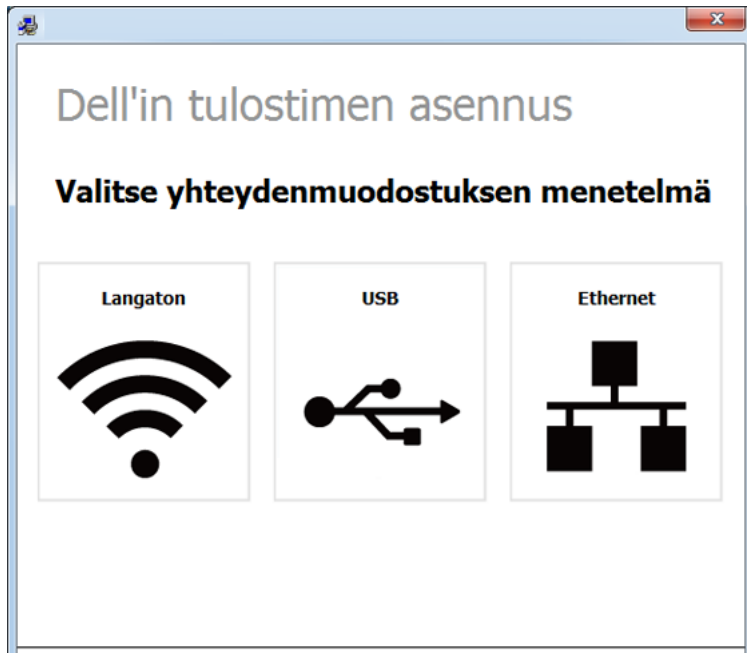 Dell'in tulostimen asennus
Valitse yhteydenmuodostuksen menetelmä
Langaton
USB
Ethernet